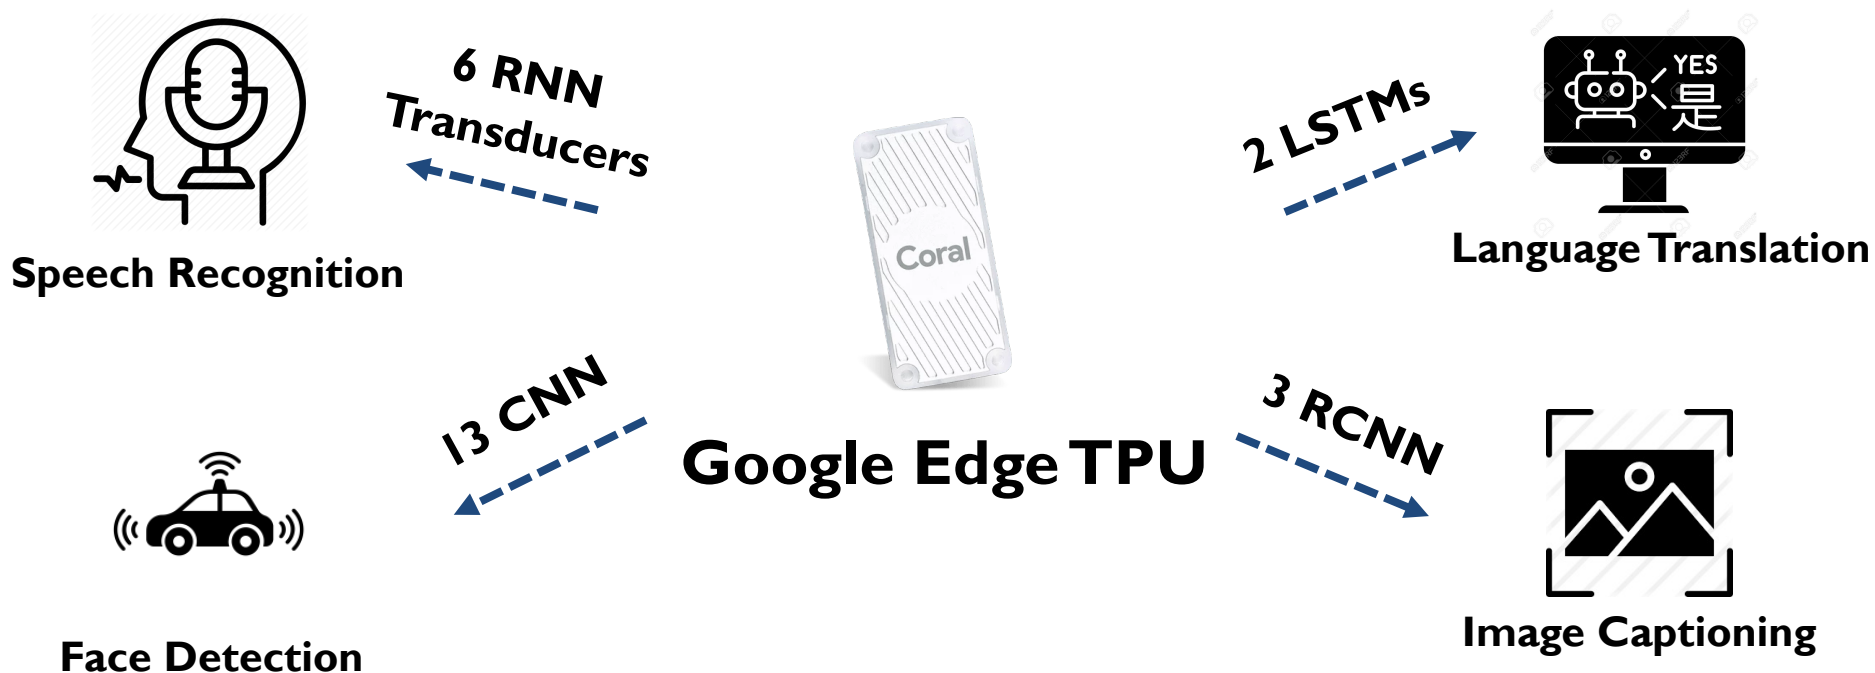 6 RNN
Transducers
Speech Recognition
2 LSTMs
YES
是
Language Translation
Coral
Google Edge TPU
13 CNN
Face Detection
3 RCNN
Image Captioning